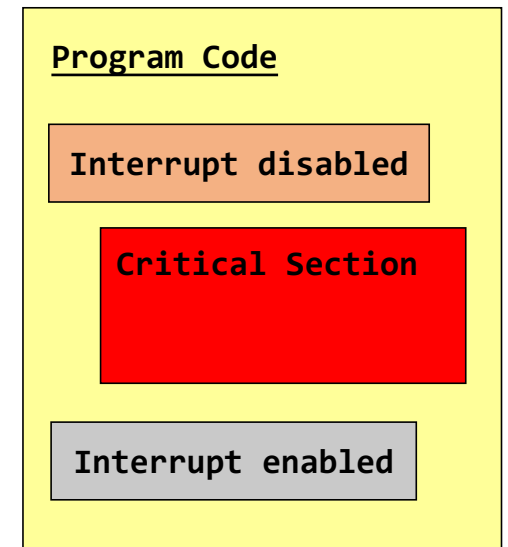 Program Code
Interrupt disabled
Critical Section
Interrupt enabled